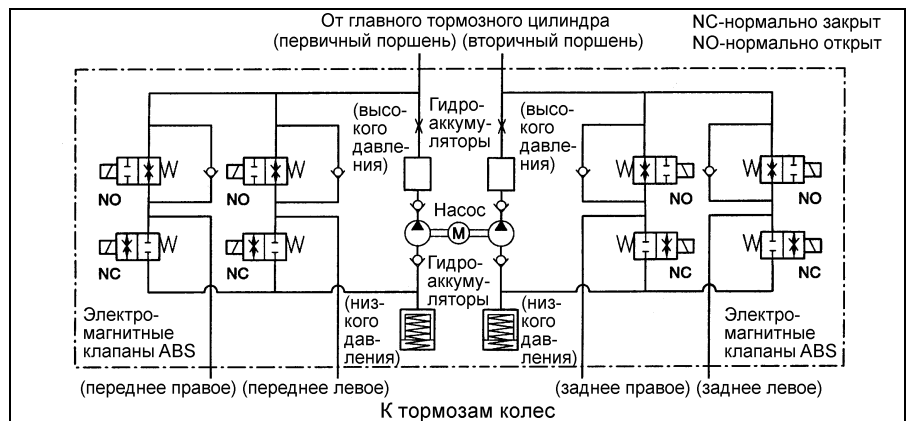 От главного тормозного цилиндра
(первичный поршень) (вторичный поршень)
NC-нормально закрыт
NO-нормально открыт
(высо-
кого
давле-
ния)
Гидро-
аккуму-
ляторы
(высо-
кого
давле-
ния)
NO
NO
NO
NO
Насос
M
NC
NC
NC
NC
Гидро-
аккуму-
ляторы
(низ-
кого
дав-
ления)
(низ-
кого
дав-
ления)
Электро-
магнитные
клапаны ABS
Электро-
магнитные
клапаны ABS
(переднее правое) (переднее левое)
(заднее правое) (заднее левое)
К тормозам колес